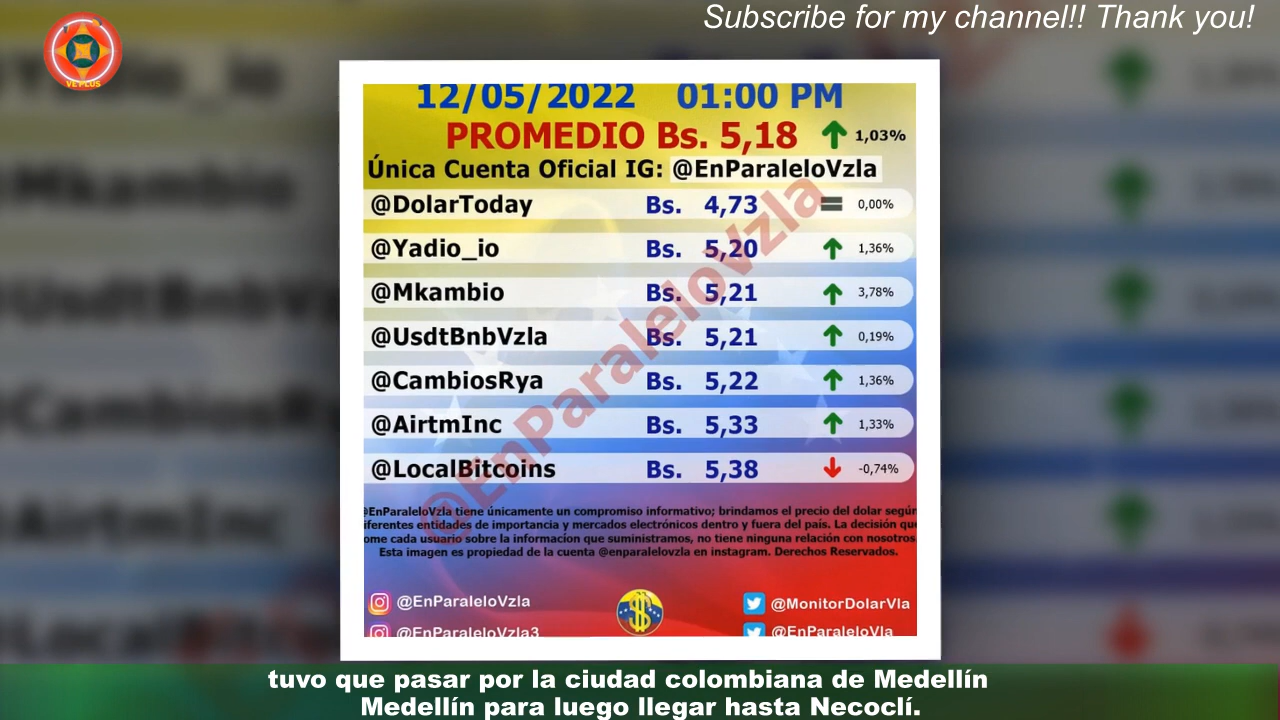 Subscribe for my channel!! Thank you!
VE PLUS
12/05/2022 01:00 PM
PROMEDIO Bs. 5,18 1,03%
Única Cuenta Oficial IG: @EnParaleloVzla
@DolarToday Bs. 4,73 0,00%
@Yadio_io Bs. 5,20 1,36%
@Mkambio Bs. 5,21 3,78%
@UsdtBnbVzla Bs. 5,21 0,19%
@CambiosRya Bs. 5,22 1,36%
@AirtmInc Bs. 5,33 1,33%
@LocalBitcoins Bs. 5,38 -0,74%
@EnParaleloVzla
@EnParaleloVzla tiene únicamente un compromiso informativo; brindamos el precio del dolar según
iferentes entidades de importancia y mercados electrónicos dentro y fuera del país. La decisión que
ome cada usuario sobre la informacíon que suministramos, no tiene ninguna relación con nosotros.
Esta imagen es propiedad de la cuenta @enparalelovzla en instagram. Derechos Reservados.
@EnParaleloVzla @MonitorDolarVla
@EnParaleloVzla3 @EnParaleloVla
tuvo que pasar por la ciudad colombiana de Medellín
Medellín para luego llegar hasta Necoclí.